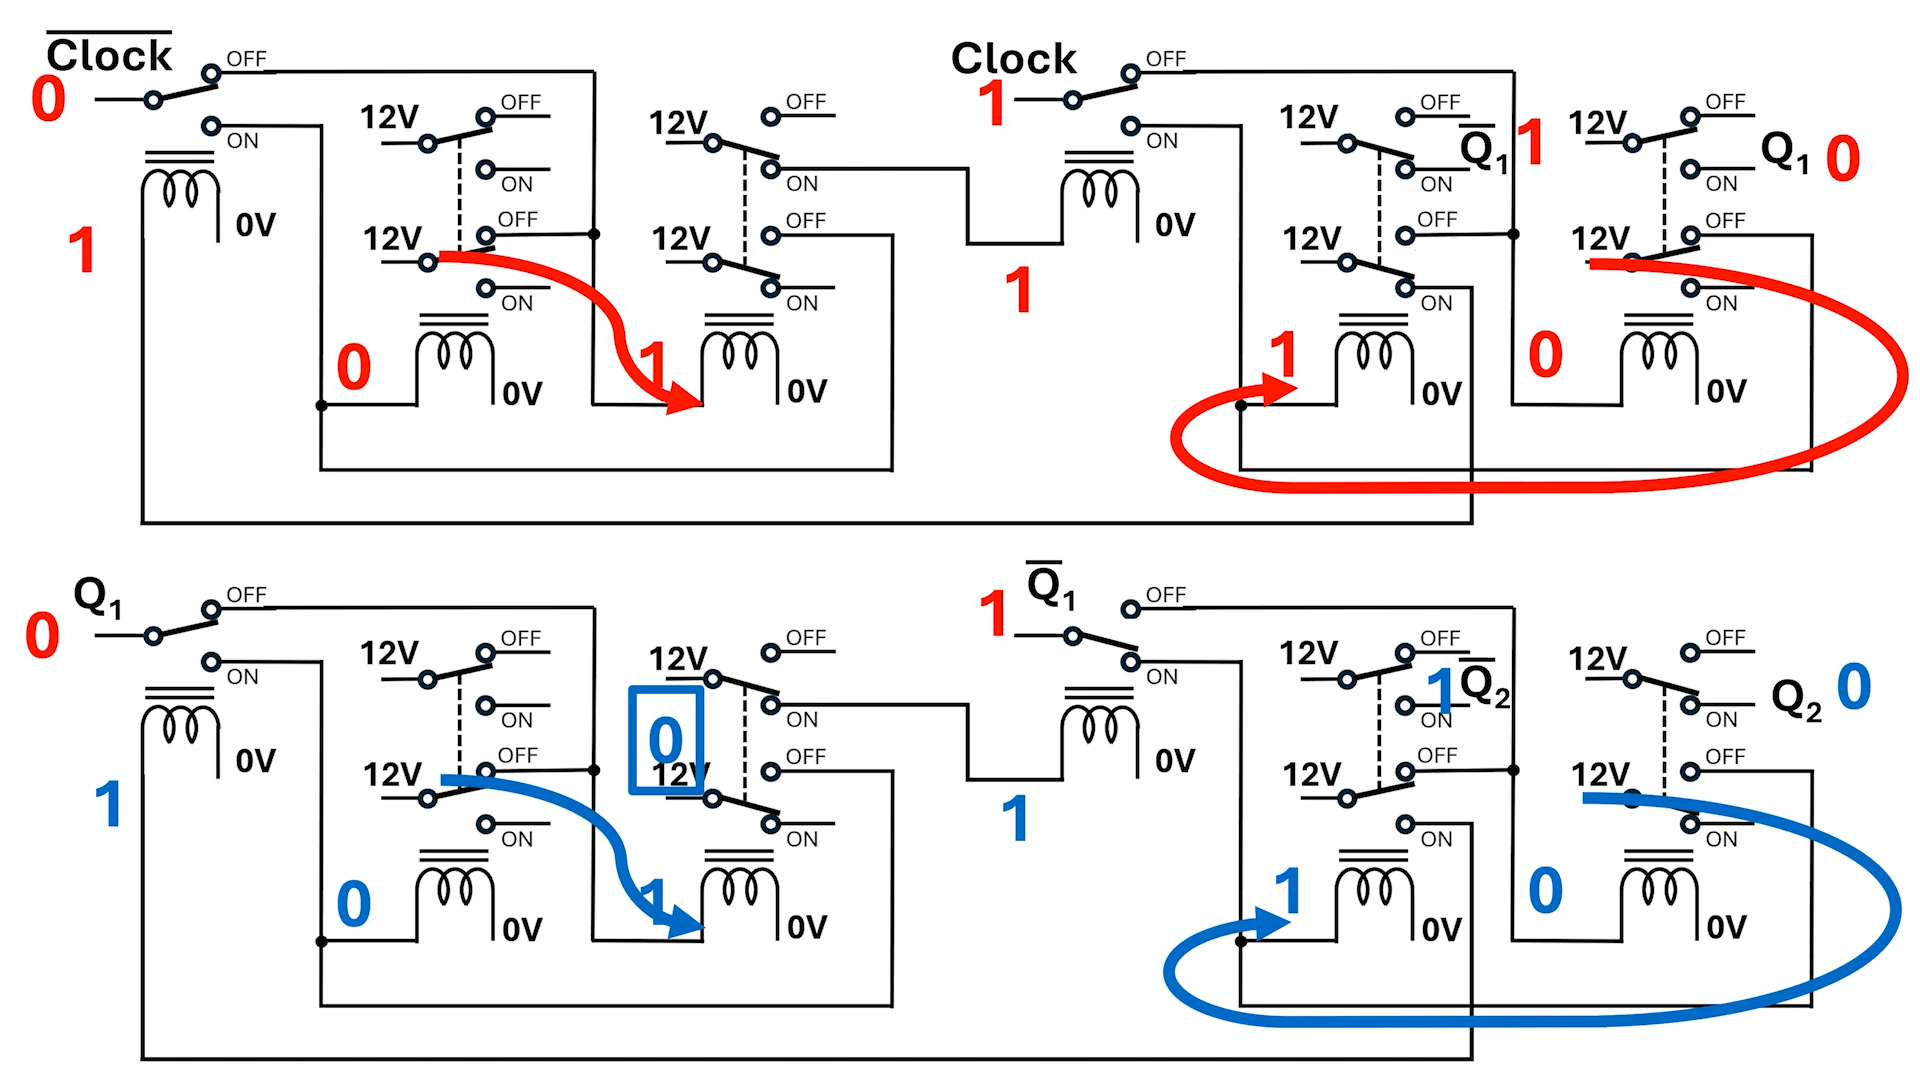 Clock OFF Clock OFF
0 12V OFF 12V OFF 1 12V OFF 12V OFF
ON ON Q1 1 Q1 0
ON ON ON ON
1 0V 12V OFF 12V OFF 0V 12V OFF 12V OFF
ON ON 1 ON ON
0 0V 1 0V 1 0V 0 0V
Q1 OFF Q1 OFF
0 12V OFF 12V OFF 1 12V OFF 12V OFF
ON ON 1 Q2 Q2 0
ON ON ON ON
1 0V 12V OFF 0 12V OFF 0V 12V OFF 12V OFF
ON ON 1 ON ON
0 0V 1 0V 1 0V 0 0V